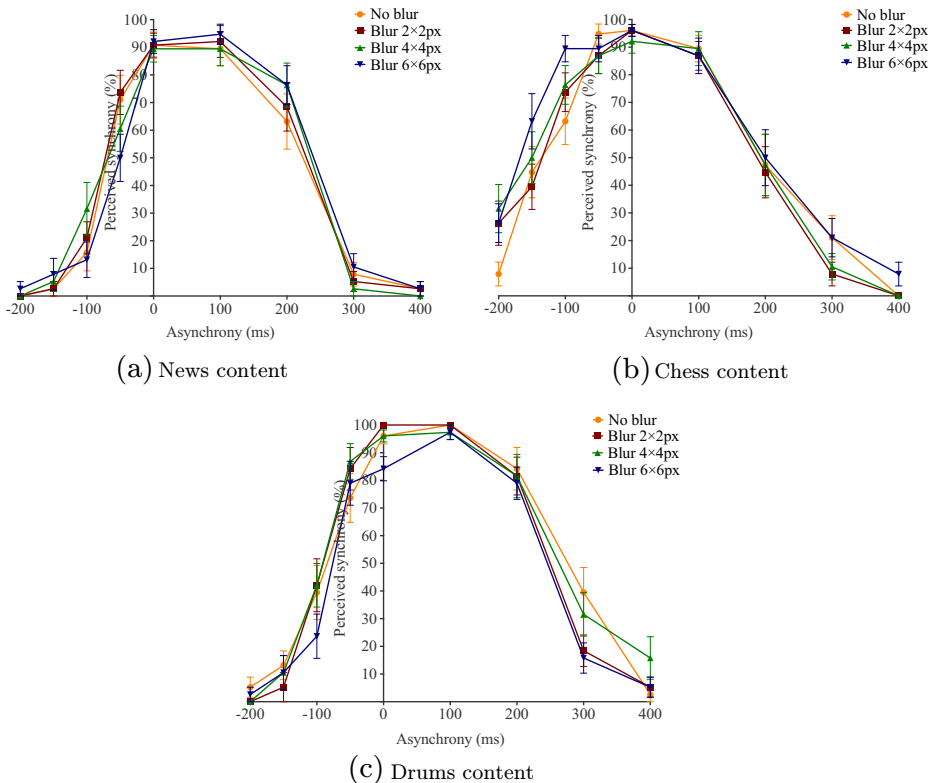 No blur
Blur 2×2px
Blur 4×4px
Blur 6×6px
100
90
80
70
60
50
40
30
20
10
Perceived synchrony (%)
-200 -100 0 100 200 300 400
Asynchrony (ms)
(a) News content
No blur
Blur 2×2px
Blur 4×4px
Blur 6×6px
100
90
80
70
60
50
40
30
20
10
Perceived synchrony (%)
-200 -100 0 100 200 300 400
Asynchrony (ms)
(b) Chess content
No blur
Blur 2×2px
Blur 4×4px
Blur 6×6px
100
90
80
70
60
50
40
30
20
10
Perceived synchrony (%)
-200 -100 0 100 200 300 400
Asynchrony (ms)
(c) Drums content